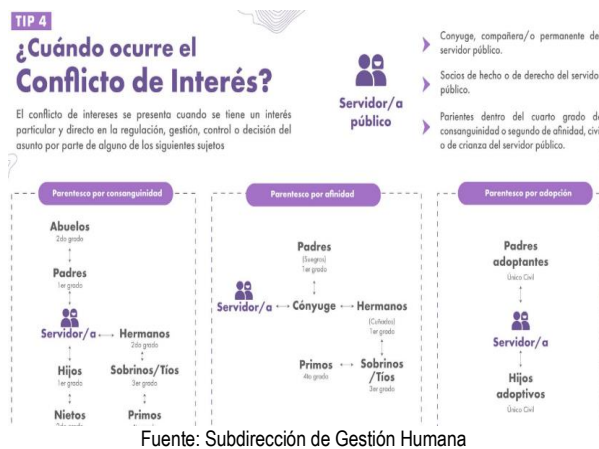 TIP 4
¿Cuándo ocurre el
Conflicto de Interés?
El conflicto de intereses se presenta cuando se tiene un interés
particular y directo en la regulación, gestión, control o decisión del
asunto por parte de alguno de los siguientes sujetos
Servidor/a
público
Conyuge, compañera/o permanente de
servidor público.
Socios de hecho o de derecho del servido
público.
Parientes dentro del cuarto grado de
consanguinidad o segundo de afinidad, civi
o de crianza del servidor público.
Parentesco por consanguinidad
Abuelos
2do grado
Padres
1er grado
Servidor/a
Hermanos
2do grado
Hijos
1er grado
Sobrinos/Tíos
3er grado
Nietos
Primos
Parentesco por afinidad
Padres
(Suegros)
1er grado
Servidor/a
Cónyuge
Hermanos
(Cuñados)
1er grado
Primos
4to grado
Sobrinos
/Tíos
3er grado
Parentesco por adopción
Padres
adoptantes
Único Civil
Servidor/a
Hijos
adoptivos
Único Civil
Fuente: Subdirección de Gestión Humana